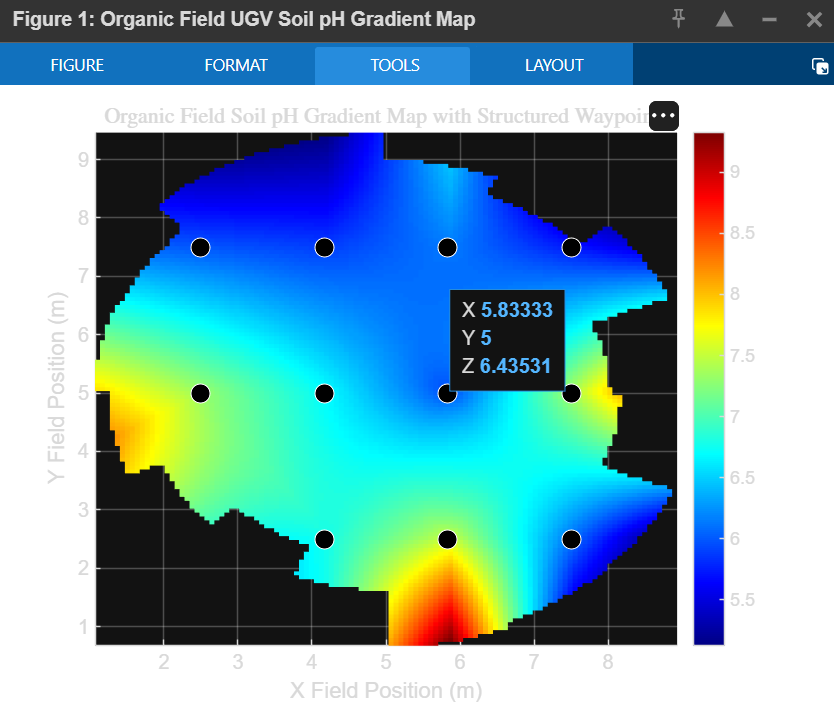 Figure 1: Organic Field UGV Soil pH Gradient Map
FIGURE FORMAT TOOLS LAYOUT
Organic Field Soil pH Gradient Map with Structured
9
8
7
6
5
4
3
2
1
Y Field Position (m)
X 5.83333
Y 5
Z 6.43531
2 3 4 5 6 7 8
X Field Position (m)
9
8.5
8
7.5
7
6.5
6
5.5